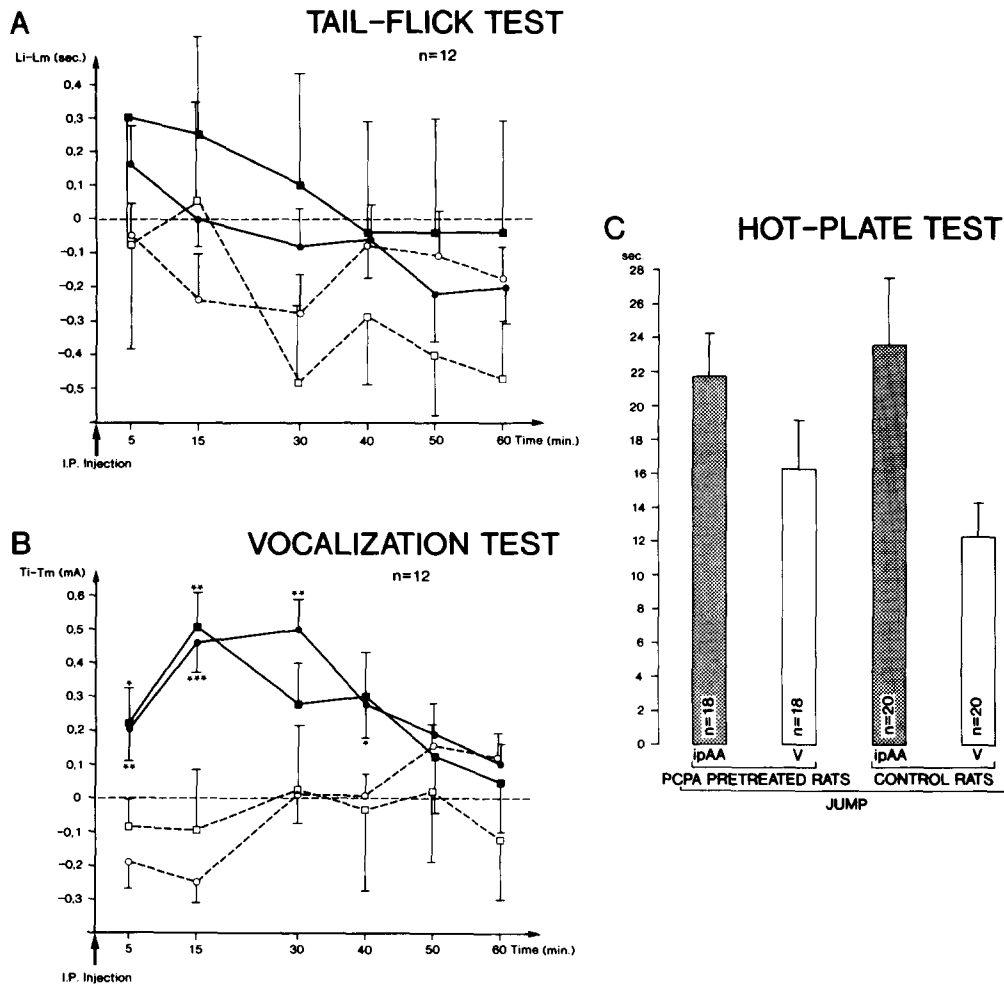 A
TAIL–FLICK TEST
n=12
Li–Lm (sec.)
0,4
0,3
0,2
0,1
0
–0,1
–0,2
–0,3
–0,4
–0,5
5
15
30
40
50
60 Time (min.)
I.P. Injection
B
VOCALIZATION TEST
n=12
Ti–Tm (mA)
0,6
0,5
0,4
0,3
0,2
0,1
0
–0,1
–0,2
–0,3
*
**
**
***
**
*
5
15
30
40
50
60 Time (min.)
I.P. Injection
C
HOT–PLATE TEST
sec
28
26
24
22
20
18
16
14
12
10
8
6
4
2
0
n=18
n=18
n=20
n=20
ipAA
V
ipAA
V
PCPA PRETREATED RATS
CONTROL RATS
JUMP